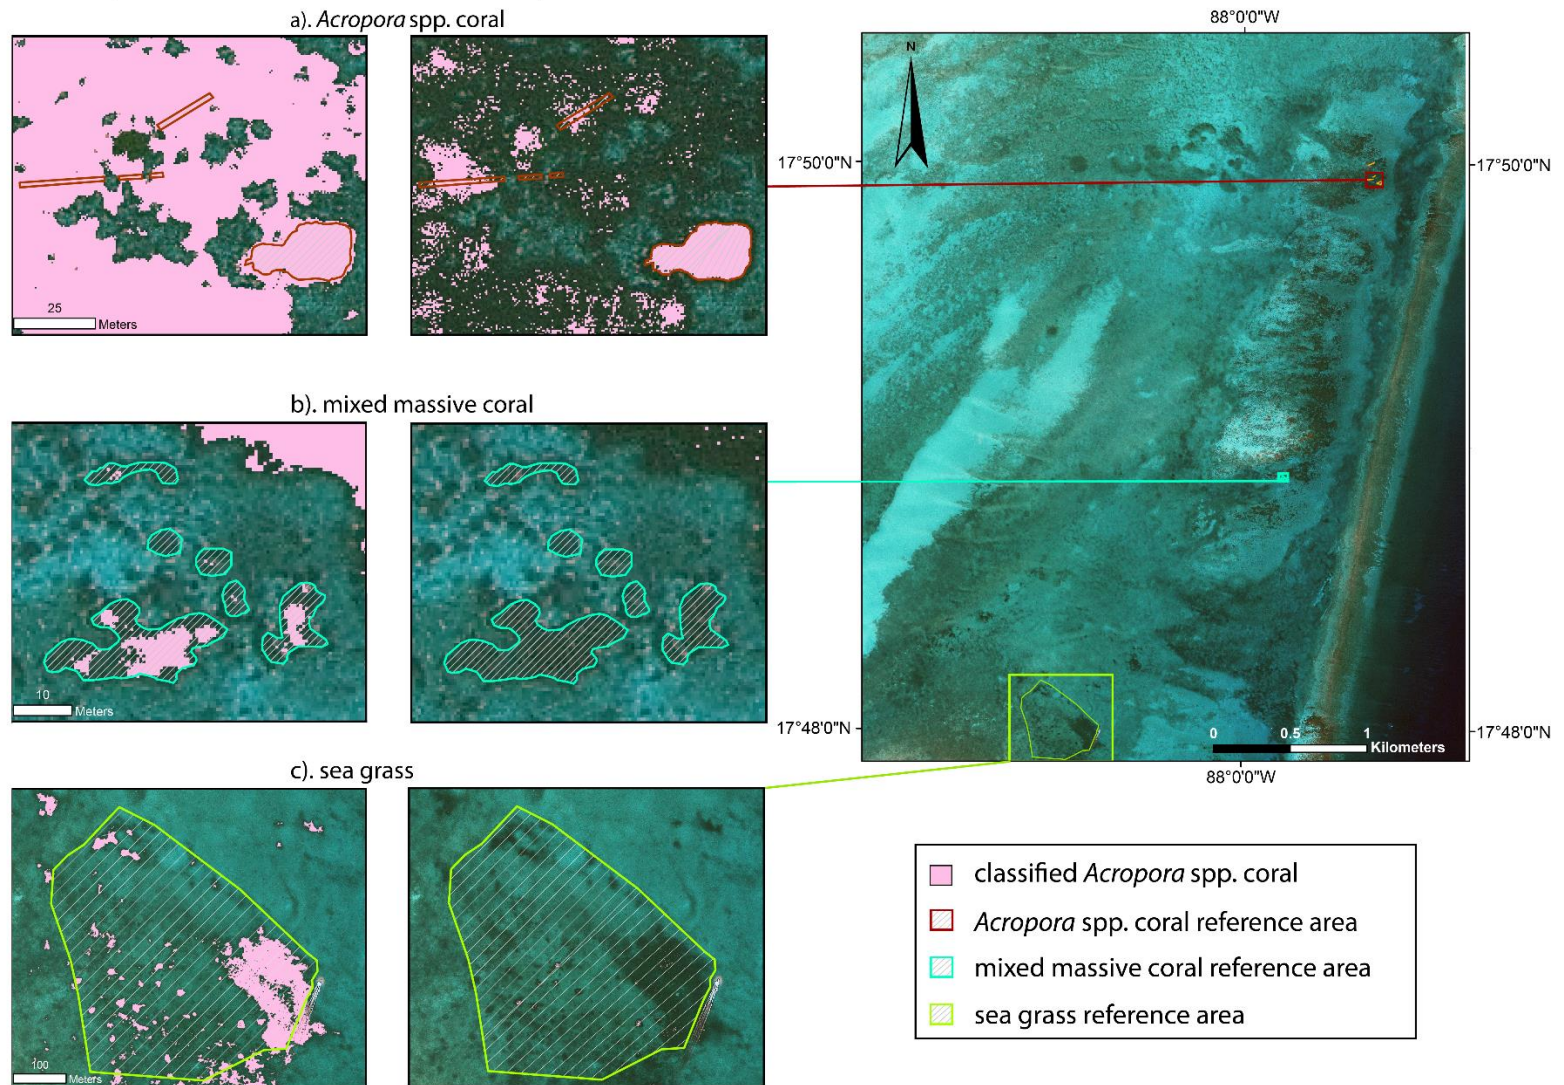 a). Acropora spp. coral
25
Meters
b). mixed massive coral
10
Meters
c). sea grass
100
Meters
88°0'0"W
N
17°50'0"N
17°50'0"N
17°48'0"N
17°48'0"N
0 0.5 1
Kilometers
88°0'0"W
classified Acropora spp. coral
Acropora spp. coral reference area
mixed massive coral reference area
sea grass reference area